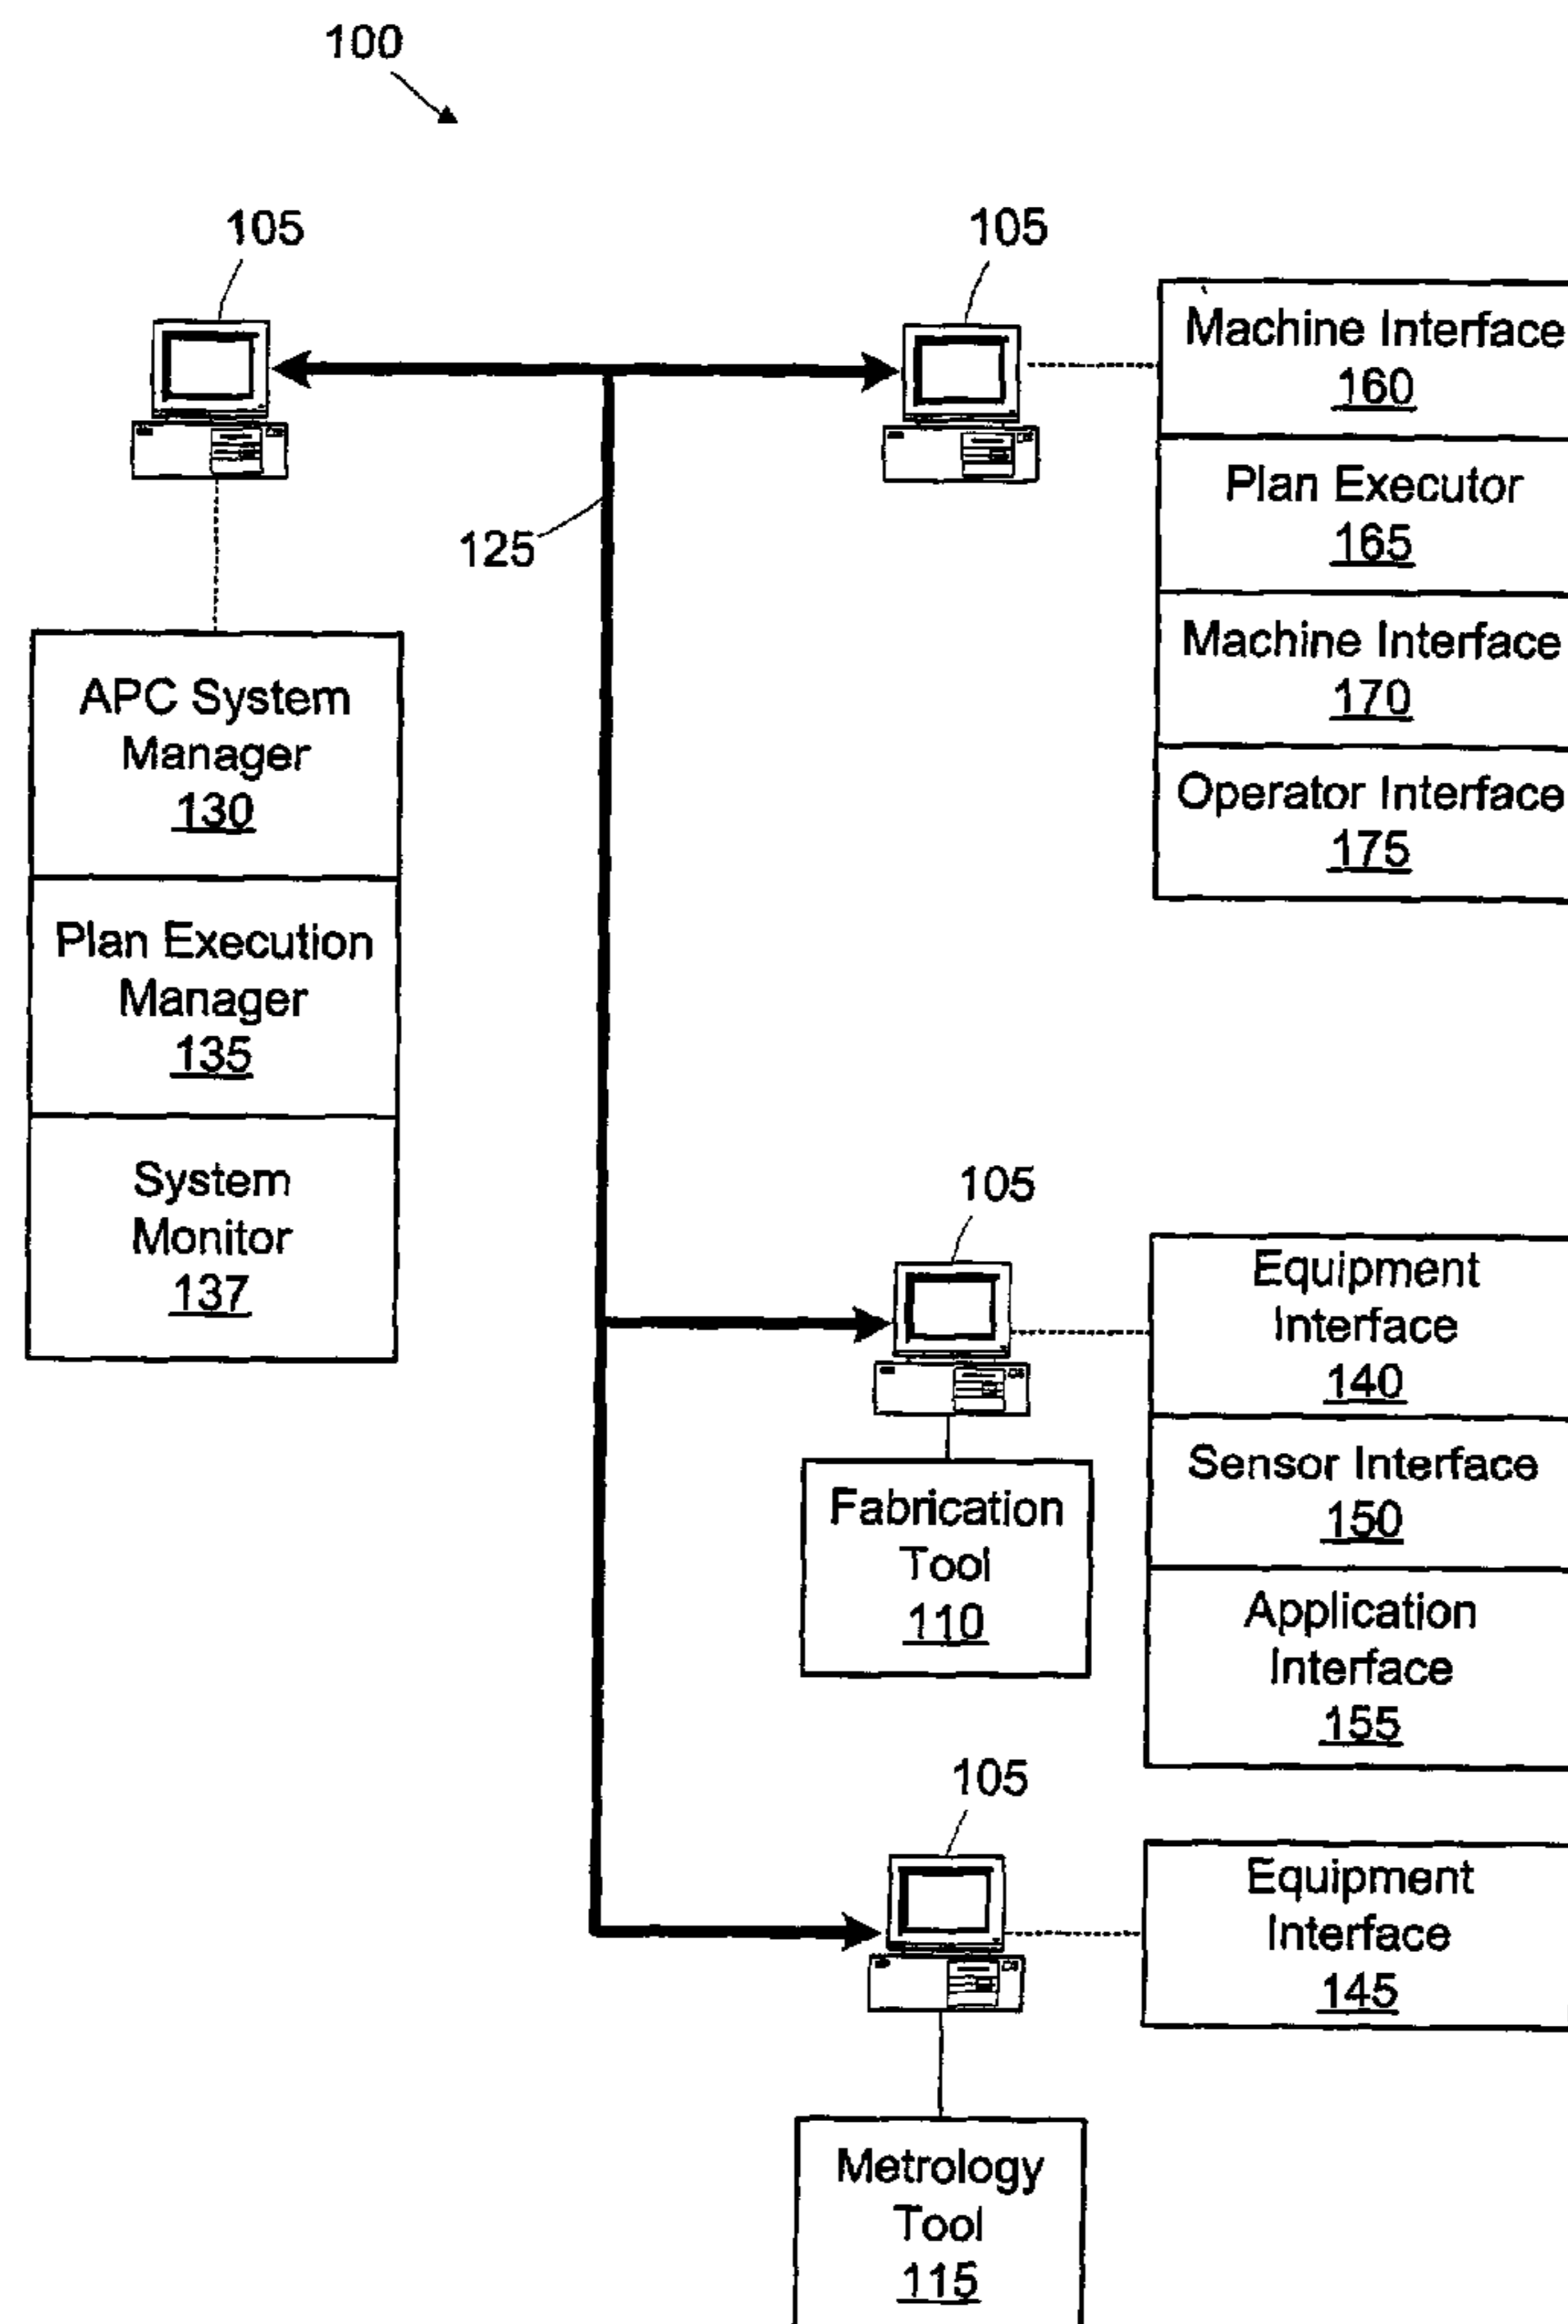 100
105
105
Machine Interface
160
Plan Executor
165
Machine Interface
170
Operator Interface
175
125
APC System
Manager
130
Plan Execution
Manager
135
System
Monitor
137
105
Equipment
Interface
140
Sensor Interface
150
Application
Interface
155
Fabrication
Tool
110
105
Equipment
Interface
145
Metrology
Tool
115